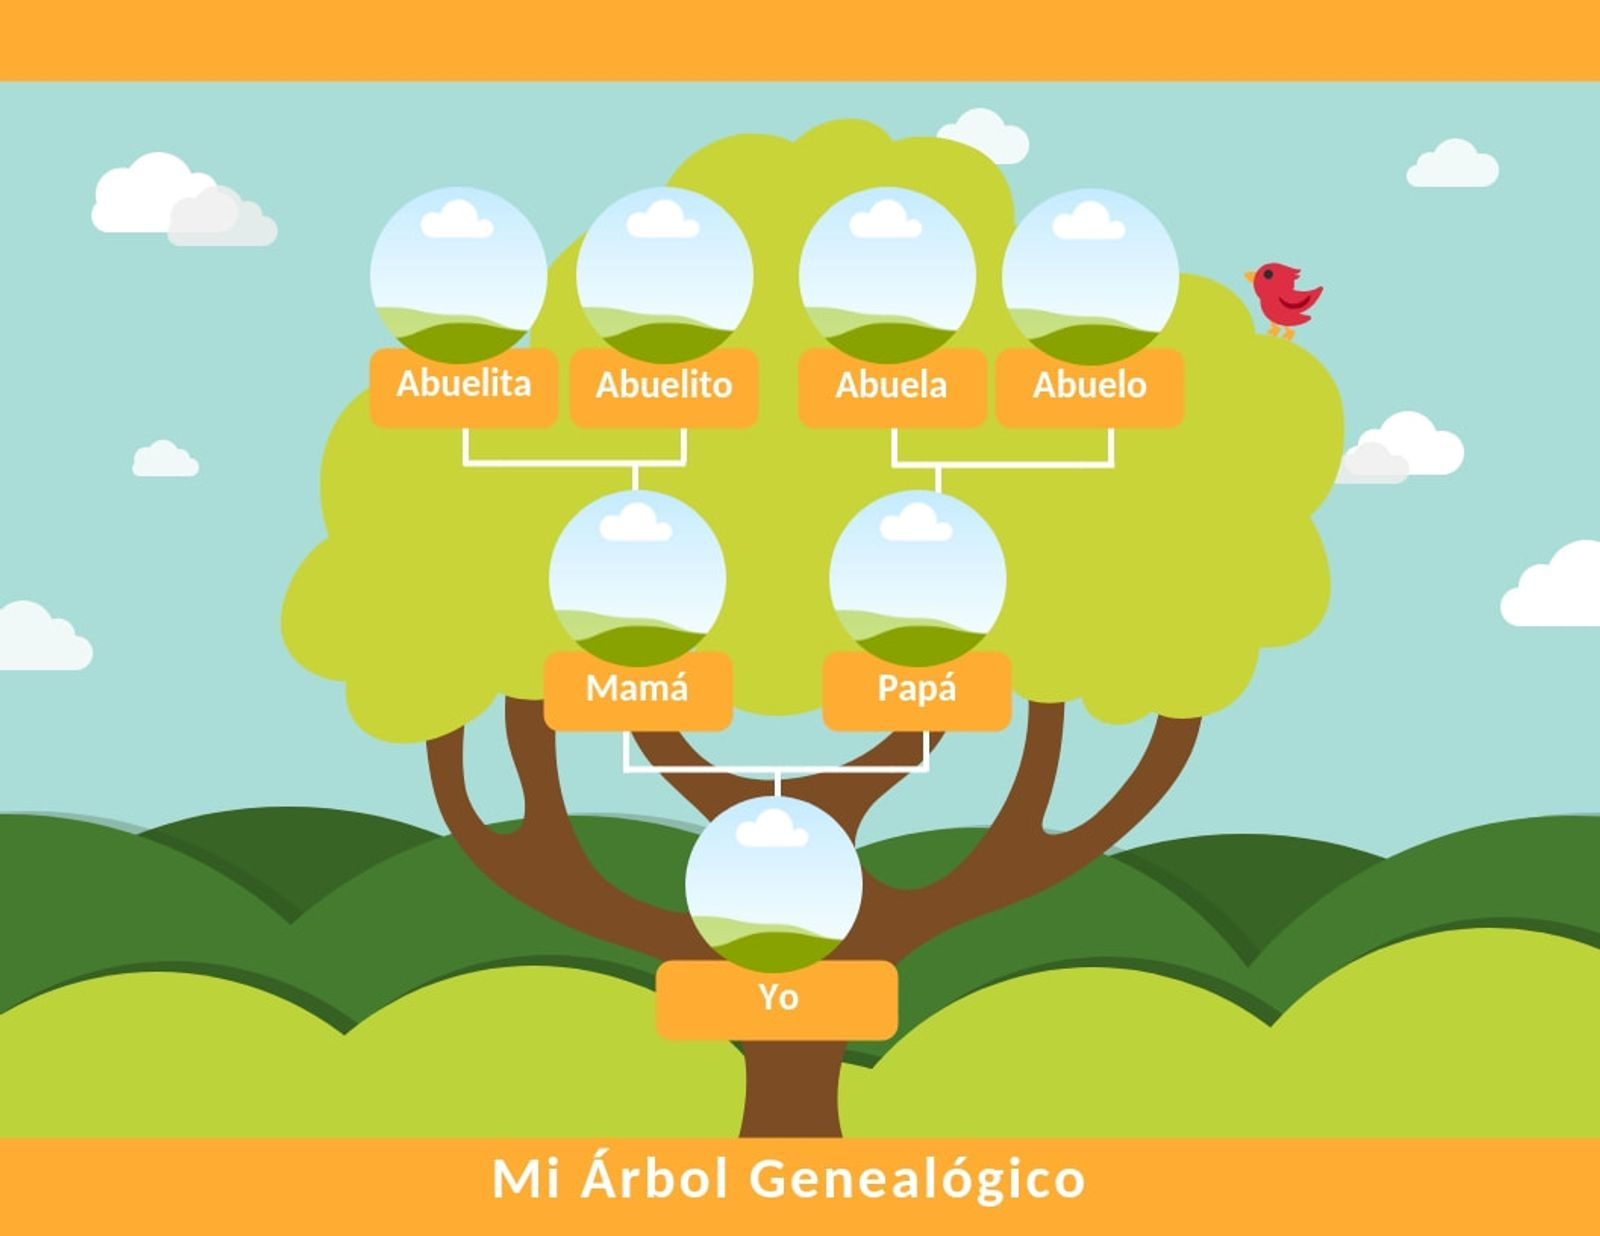 Abuelita
Abuelito
Abuela
Abuelo
Mamá
Papá
Yo
Mi Árbol Genealógico